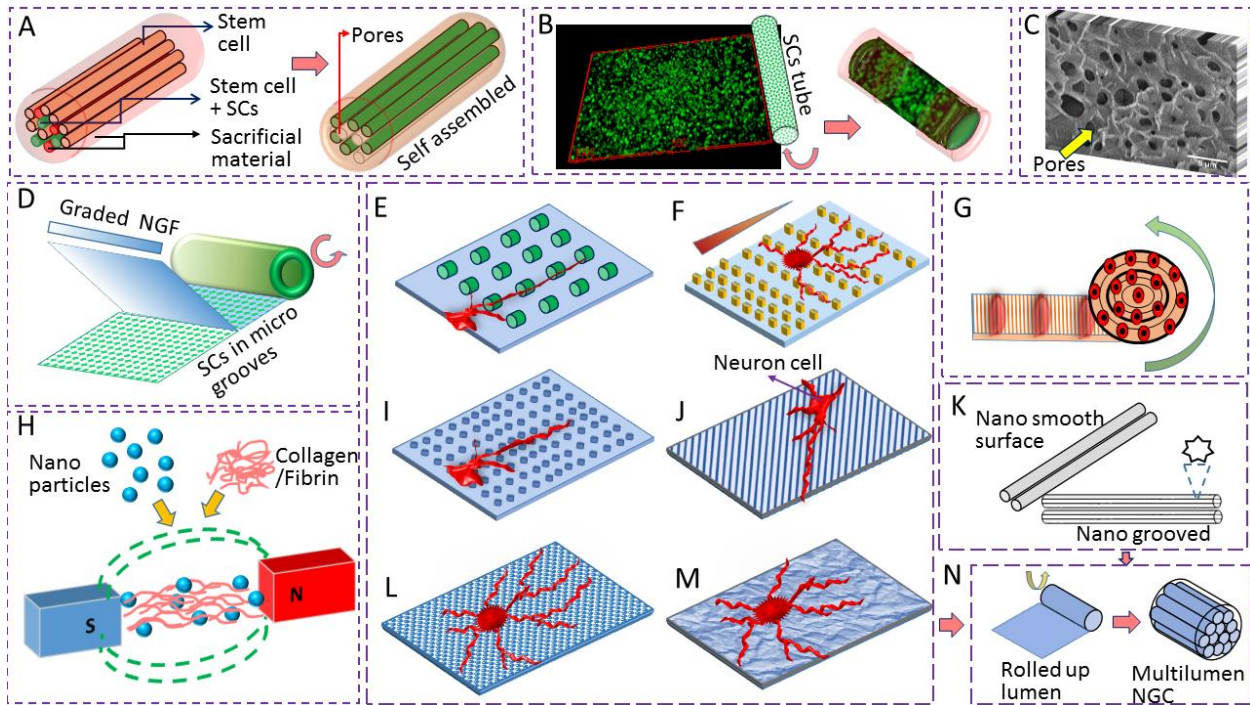 A
Stem
cell
Stem cell
+ SCs
Sacrificial
material
Pores
Self assembled
B
SCs tube
C
Pores
D
Graded NGF
SCs in micro
grooves
E
F
G
H
Nano
particles
Collagen
/Fibrin
S
N
I
J
Neuron cell
K
Nano smooth
surface
Nano grooved
L
M
N
Rolled up
lumen
Multilumen
NGC